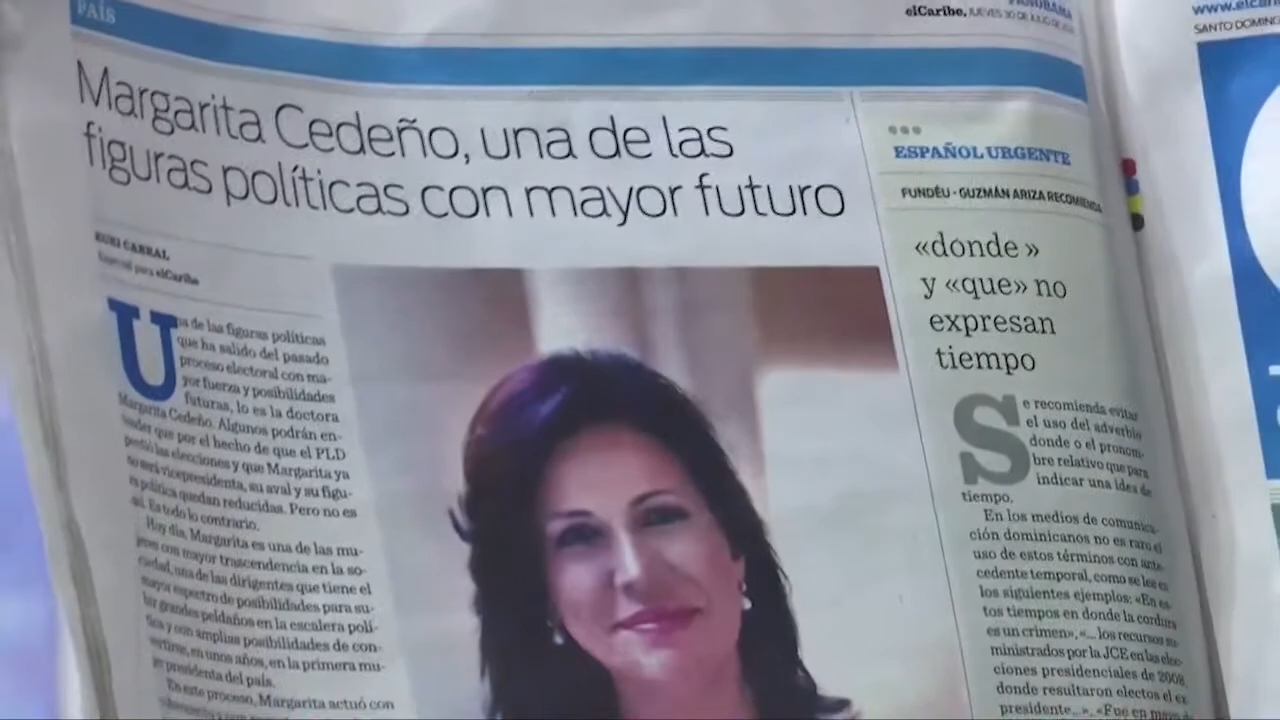 PAÍS
PANORAMA
elCaribe, JUEVES 30 DE JULIO DE
Margarita Cedeño, una de las
figuras políticas con mayor futuro
EURI CABRAL
Especial para elCaribe
Una de las figuras políticas
que ha salido del pasado
proceso electoral con ma-
yor fuerza y posibilidades
futuras, lo es la doctora
Margarita Cedeño. Algunos podrán en-
tender que por el hecho de que el PLD
perdió las elecciones y que Margarita ya
no será vicepresidenta, su aval y su figu-
ra política quedan reducidas. Pero no es
así. Es todo lo contrario.
Hoy día, Margarita es una de las mu-
jeres con mayor trascendencia en la so-
ciedad, una de las dirigentes que tiene el
mayor espectro de posibilidades para su-
bir grandes peldaños en la escalera polí-
tica y con amplias posibilidades de con-
vertirse, en unos años, en la primera mu-
jer presidenta del país.
En este proceso, Margarita actuó con
ESPAÑOL URGENTE
FUNDÉU - GUZMÁN ARIZA RECOMIENDA
«donde»
y «que» no
expresan
tiempo
Se recomienda evitar
el uso del adverbio
donde o el pronom-
bre relativo que para
indicar una idea de
tiempo.
En los medios de comunica-
ción dominicanos no es raro el
uso de estos términos con ante-
cedente temporal, como se lee en
los siguientes ejemplos: «En es-
tos tiempos en donde la cordura
es un crimen», «...los recursos su-
ministrados por la JCE en las elec-
ciones presidenciales de 2008,
donde resultaron electos el ex
presidente...», «Fue en
www.elcari
SANTO DOMINGO